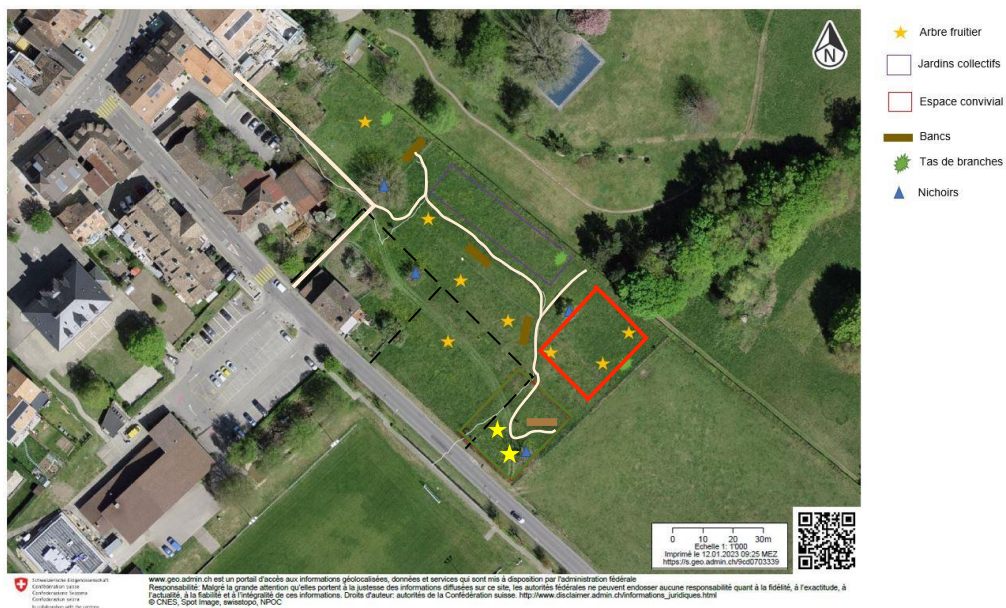 N
Arbre fruitier
Jardins collectifs
Espace convivial
Bancs
Tas de branches
Nichoirs
0 10 20 30m
Echelle 1: 1'000
Imprimé le 12.01.2023 09:25 MEZ
https://s.geo.admin.ch/9cd0703339
Schweizerische Eidgenossenschaft
Confédération suisse
Confederazione Svizzera
Confederaziun svizra
In collaboration with the cantons
www.geo.admin.ch est un portail d'accès aux informations géolocalisées, données et services qui sont mis à disposition par l'administration fédérale
Responsabilité: Malgré la grande attention qu'elles portent à la justesse des informations diffusées sur ce site, les autorités fédérales ne peuvent endosser aucune responsabilité quant à la fidélité, à l'exactitude, à
l'actualité, à la fiabilité et à l'intégralité de ces informations. Droits d'auteur: autorités de la Confédération suisse. http://www.disclaimer.admin.ch/informations_juridiques.html
© CNES, Spot Image, swisstopo, NPOC